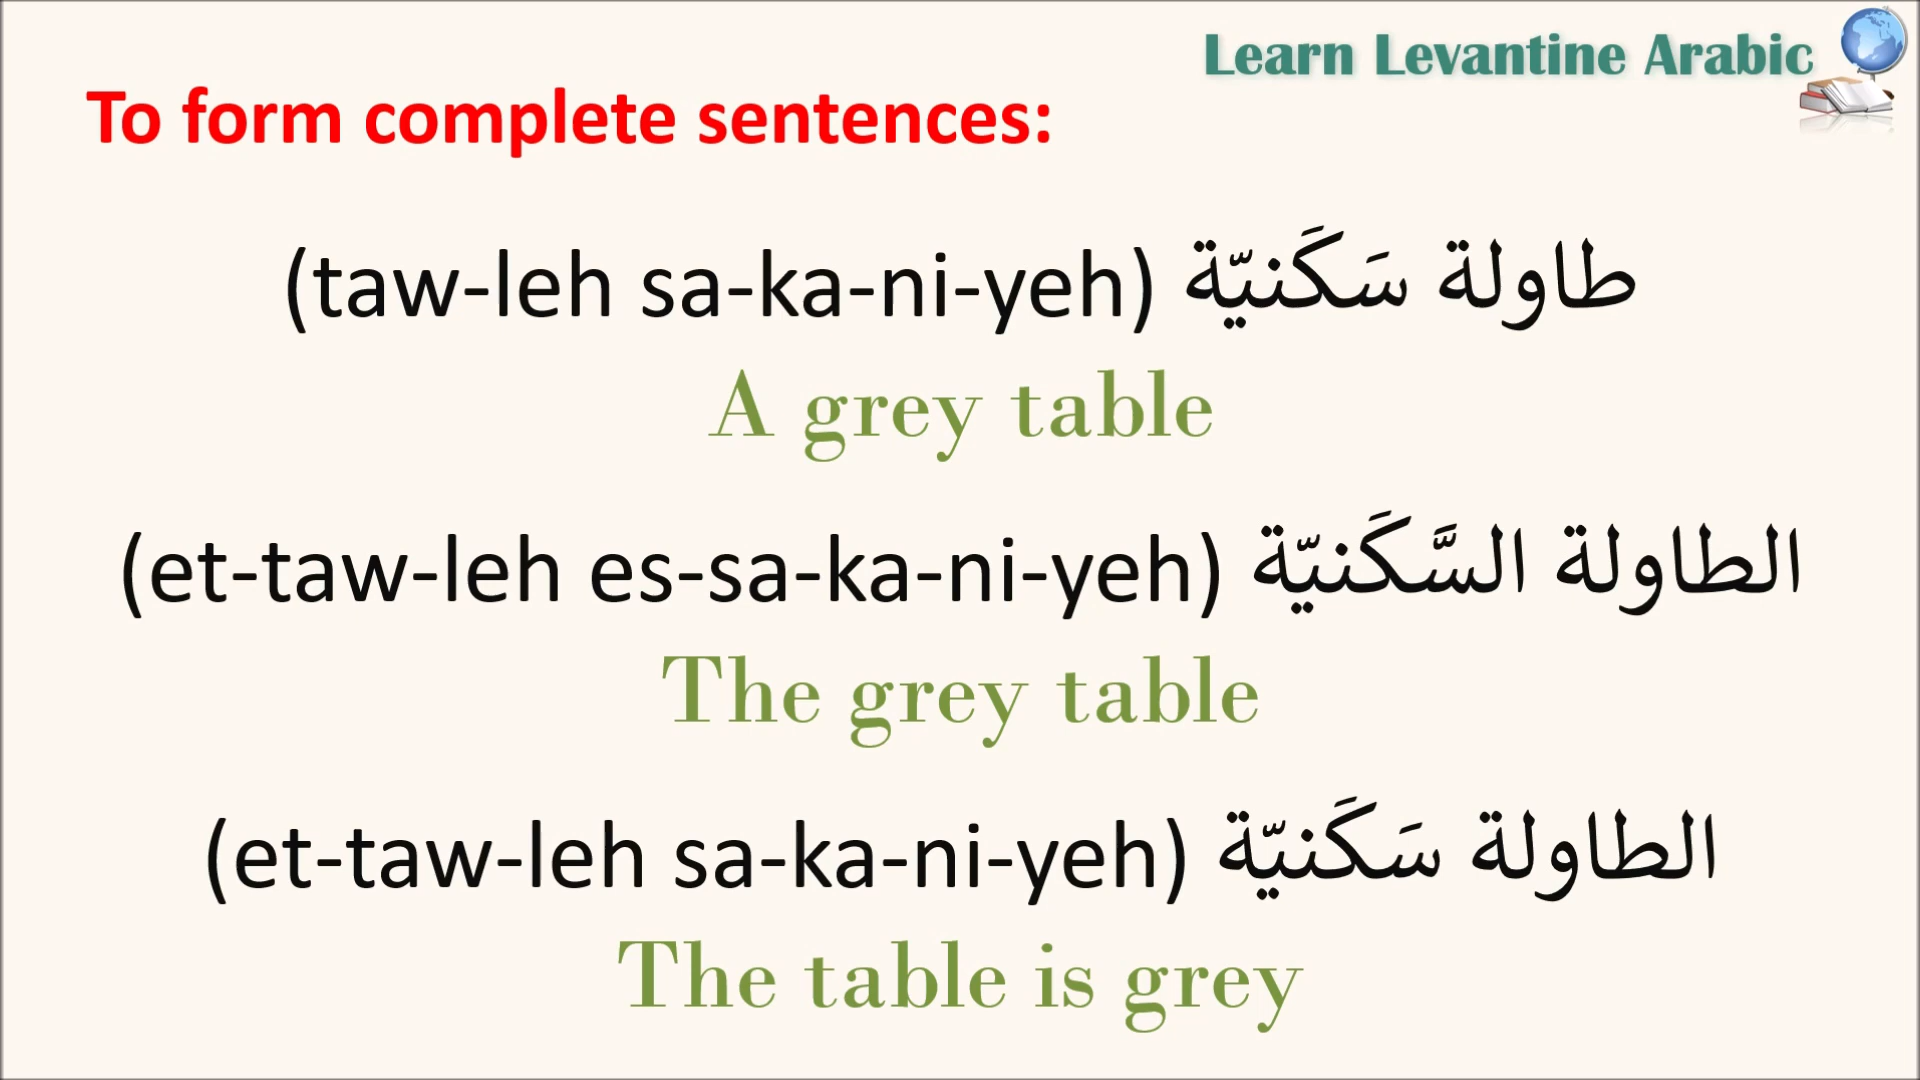 Learn Levantine Arabic
To form complete sentences:
طاولة سَكَنيّة (taw-leh sa-ka-ni-yeh)
A grey table
الطاولة السَّكَنيّة (et-taw-leh es-sa-ka-ni-yeh)
The grey table
الطاولة سَكَنيّة (et-taw-leh sa-ka-ni-yeh)
The table is grey